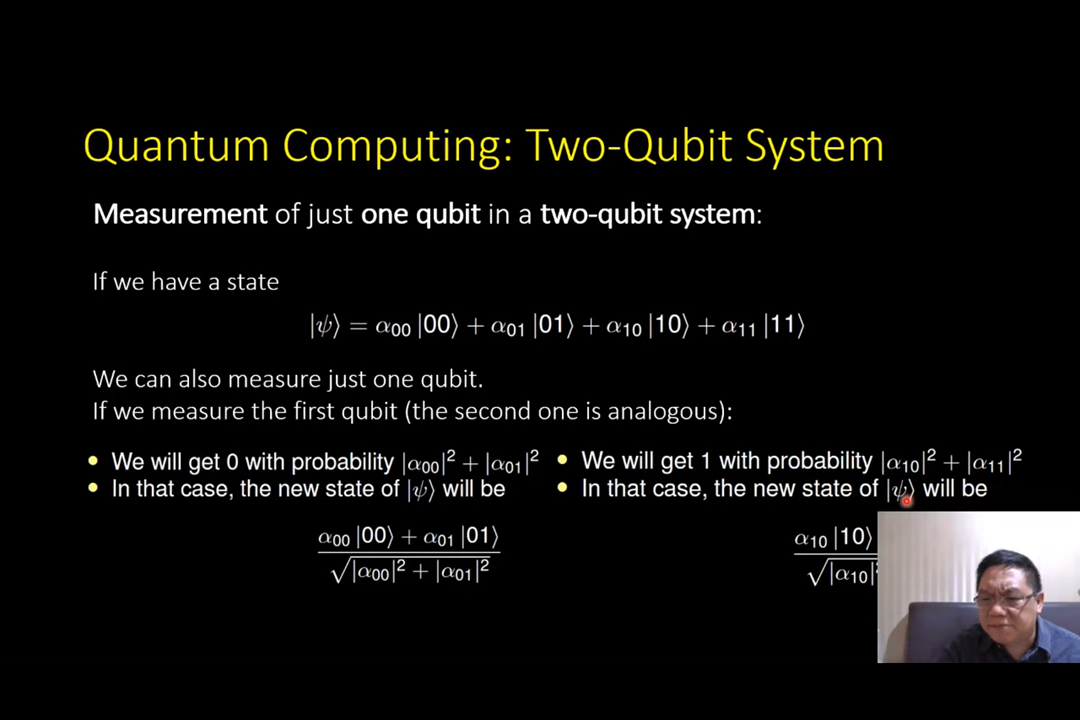 Quantum Computing: Two-Qubit System
Measurement of just one qubit in a two-qubit system:
If we have a state
|ψ⟩ = α₀₀ |00⟩ + α₀₁ |01⟩ + α₁₀ |10⟩ + α₁₁ |11⟩
We can also measure just one qubit.
If we measure the first qubit (the second one is analogous):
• We will get 0 with probability |α₀₀|² + |α₀₁|²
• In that case, the new state of |ψ⟩ will be
α₀₀ |00⟩ + α₀₁ |01⟩
√|α₀₀|² + |α₀₁|²
• We will get 1 with probability |α₁₀|² + |α₁₁|²
• In that case, the new state of |ψ⟩ will be
α₁₀ |10⟩
√|α₁₀|